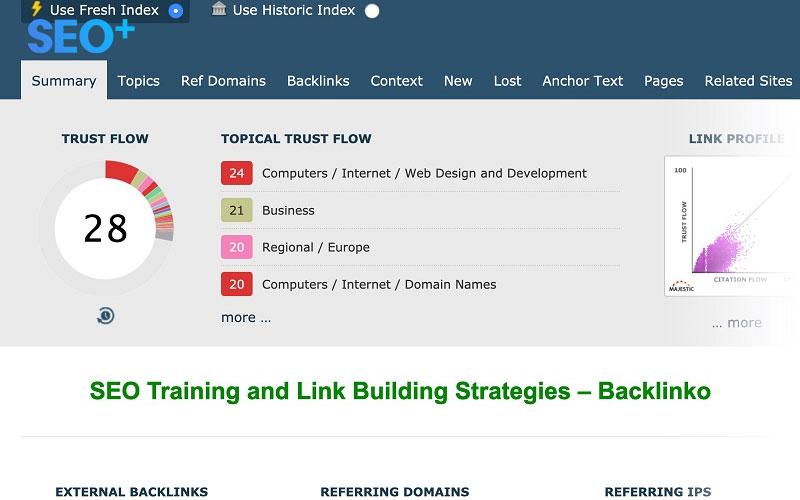 Use Fresh Index
Use Historic Index
SEO+
Summary
Topics
Ref Domains
Backlinks
Context
New
Lost
Anchor Text
Pages
Related Sites
TRUST FLOW
28
TOPICAL TRUST FLOW
24 Computers / Internet / Web Design and Development
21 Business
20 Regional / Europe
20 Computers / Internet / Domain Names
more ...
LINK PROFILE
100
TRUST FLOW
CITATION FLOW
MAJESTIC
... more
SEO Training and Link Building Strategies – Backlinko
EXTERNAL BACKLINKS
REFERRING DOMAINS
REFERRING IPS